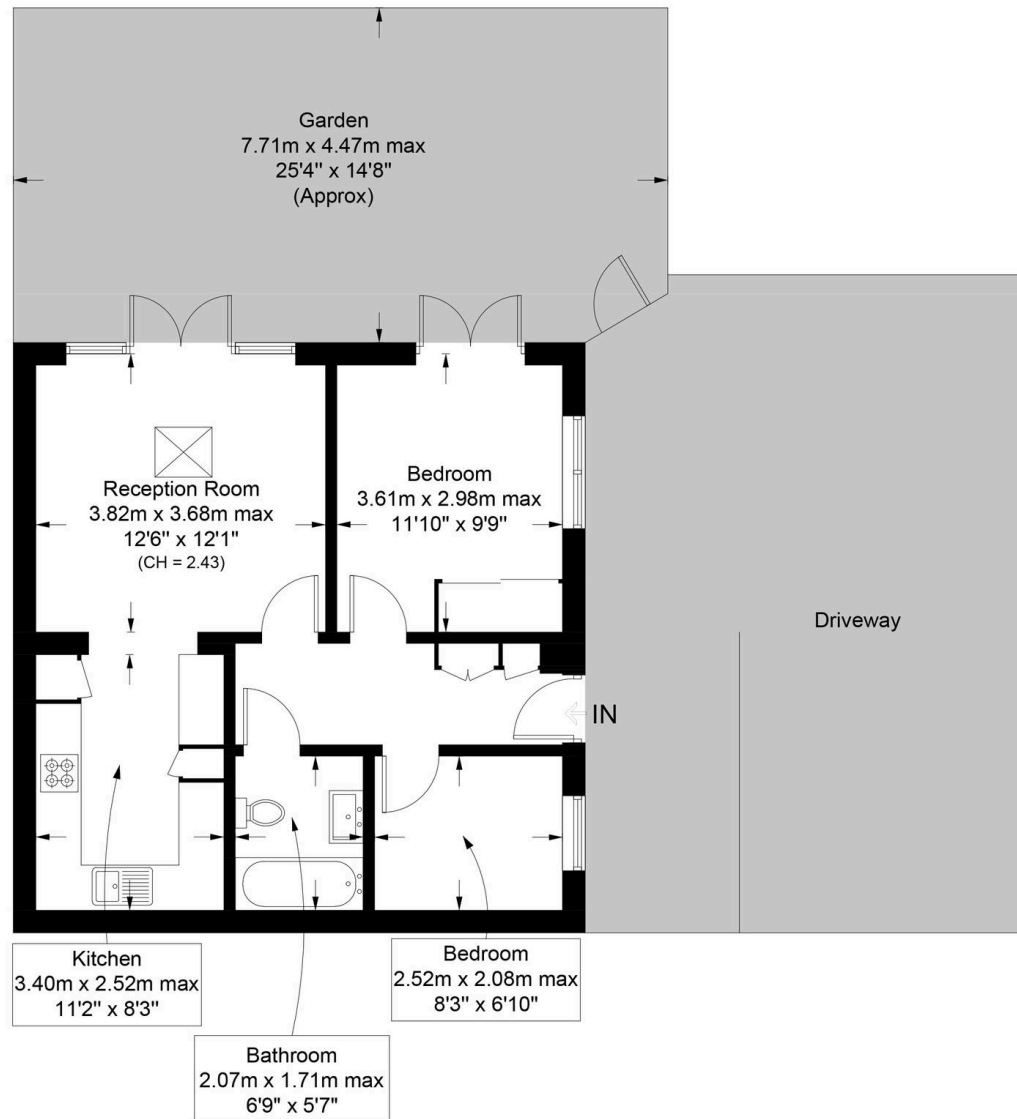 Garden
7.71m x 4.47m max
25'4" x 14'8"
(Approx)
Reception Room
3.82m x 3.68m max
12'6" x 12'1"
(CH = 2.43)
Bedroom
3.61m x 2.98m max
11'10" x 9'9"
Driveway
IN
Kitchen
3.40m x 2.52m max
11'2" x 8'3"
Bathroom
2.07m x 1.71m max
6'9" x 5'7"
Bedroom
2.52m x 2.08m max
8'3" x 6'10"